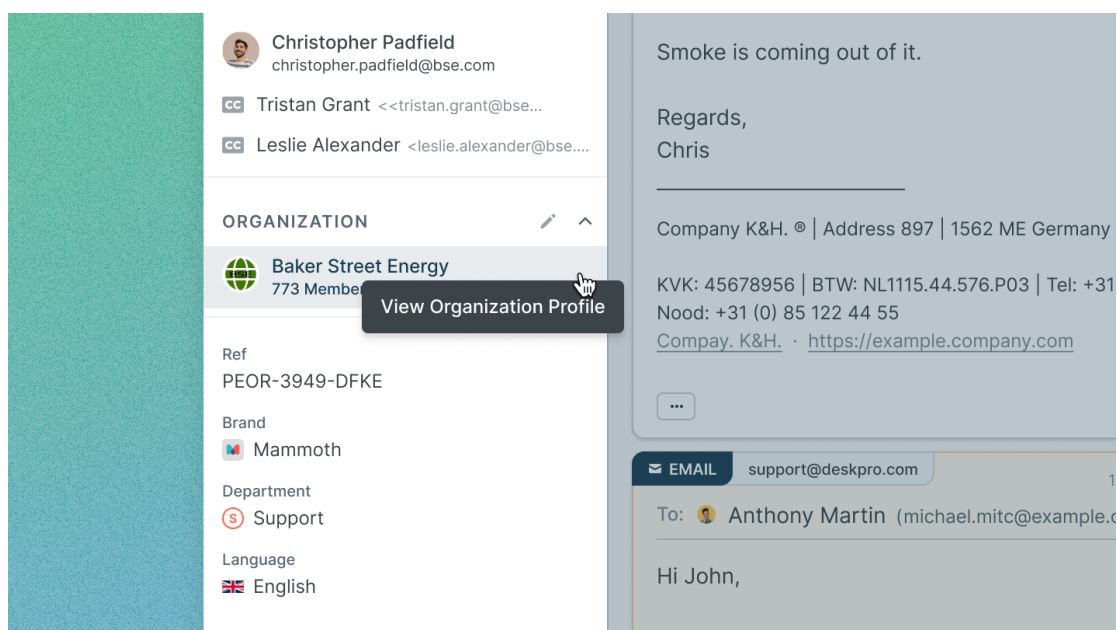 Christopher Padfield
christopher.padfield@bse.com
CC Tristan Grant <<tristan.grant@bse...
CC Leslie Alexander <leslie.alexander@bse....
ORGANIZATION
BSE
Baker Street Energy
773 Member
View Organization Profile
Ref
PEOR-3949-DFKE
Brand
Mammoth
Department
S Support
Language
English
Smoke is coming out of it.
Regards,
Chris
Company K&H. ® | Address 897 | 1562 ME Germany
KVK: 45678956 | BTW: NL1115.44.576.P03 | Tel: +31
Nood: +31 (0) 85 122 44 55
Compay. K&H. · https://example.company.com
...
EMAIL support@deskpro.com
1
To: Anthony Martin (michael.mitc@example.c
Hi John,